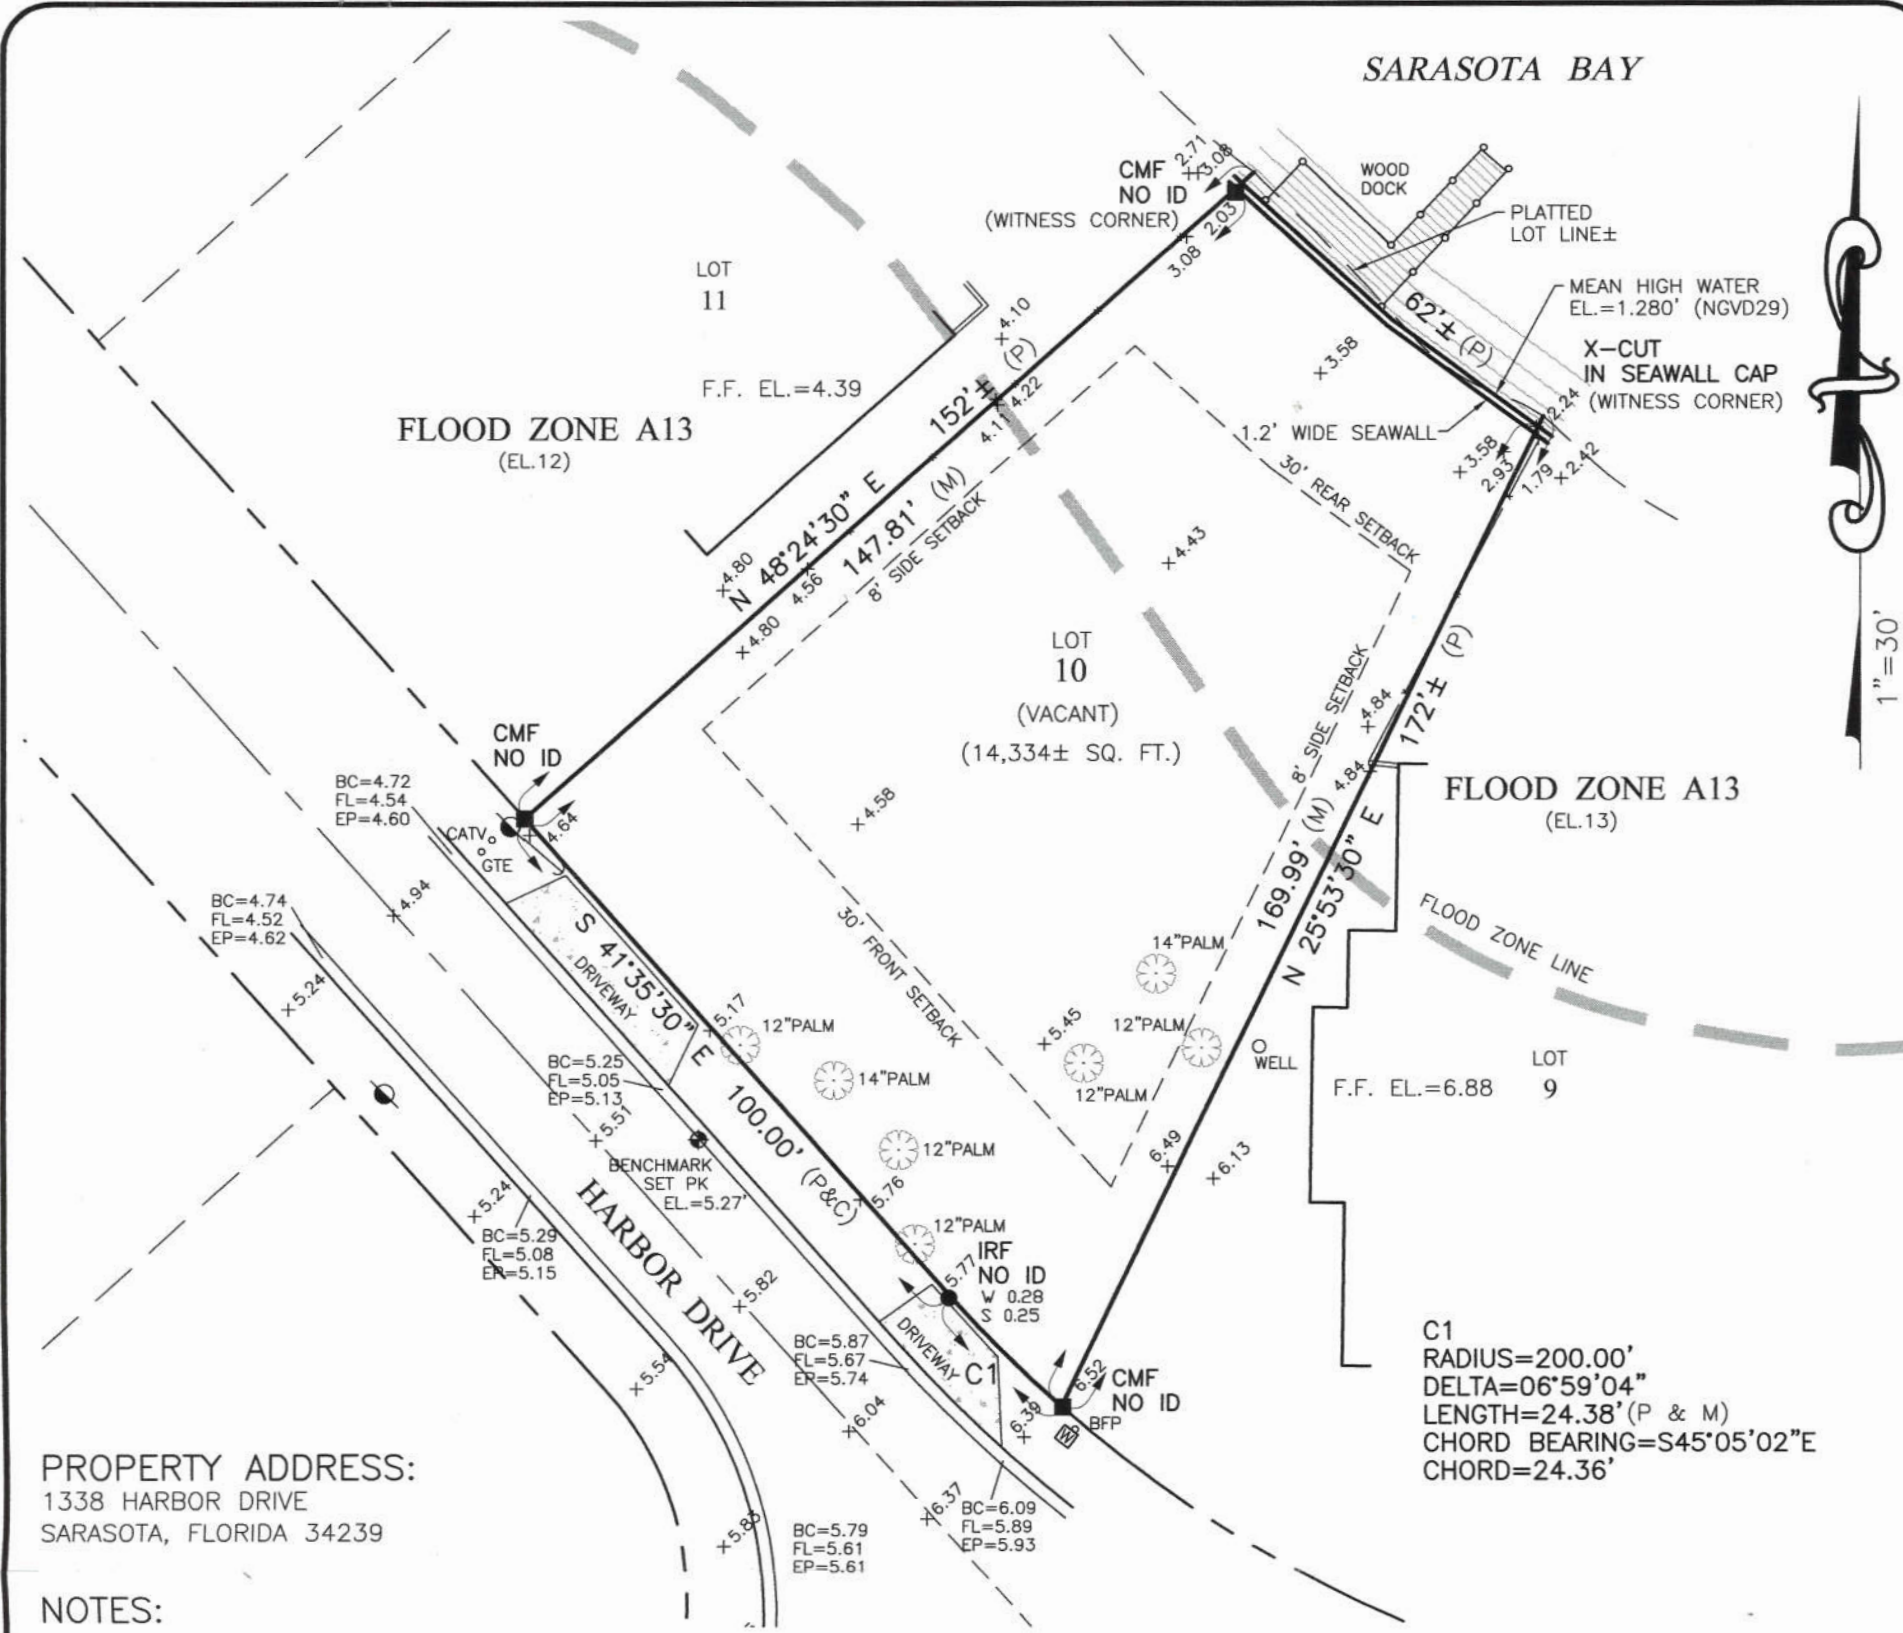 SARASOTA BAY
CMF
NO ID
(WITNESS CORNER)
2.71
3.08
2.03
3.08
WOOD
DOCK
PLATTED
LOT LINE±
MEAN HIGH WATER
EL.=1.280' (NGVD29)
62'± (P)
X-CUT
IN SEAWALL CAP
(WITNESS CORNER)
1.2' WIDE SEAWALL
2.24
3.58
2.93
1.79
2.42
3.58
LOT
11
F.F. EL.=4.39
FLOOD ZONE A13
(EL.12)
4.10
152'± (P)
4.11
4.22
N 48°24'30" E
147.81' (M)
8' SIDE SETBACK
4.80
4.56
4.80
30' REAR SETBACK
4.43
LOT
10
(VACANT)
(14,334± SQ. FT.)
8' SIDE SETBACK
4.84
172'± (P)
4.84
169.99' (M)
N 25°53'30" E
1"=30'
FLOOD ZONE A13
(EL.13)
FLOOD ZONE LINE
CMF
NO ID
BC=4.72
FL=4.54
EP=4.60
CATV
GTE
4.64
4.58
BC=4.74
FL=4.52
EP=4.62
4.94
5.24
S 41°35'30" E 100.00' (P&C)
DRIVEWAY
30' FRONT SETBACK
5.17
12"PALM
14"PALM
12"PALM
12"PALM
14"PALM
12"PALM
12"PALM
5.45
WELL
LOT
9
F.F. EL.=6.88
BC=5.25
FL=5.05
EP=5.13
5.51
BENCHMARK
SET PK
EL.=5.27'
5.76
6.49
6.13
5.24
BC=5.29
FL=5.08
EP=5.15
HARBOR DRIVE
5.82
5.77
IRF
NO ID
W 0.28
S 0.25
BC=5.87
FL=5.67
EP=5.74
DRIVEWAY
C1
6.52
CMF
NO ID
BFP
W
6.39
6.04
6.37
5.54
BC=6.09
FL=5.89
EP=5.93
BC=5.79
FL=5.61
EP=5.61
C1
RADIUS=200.00'
DELTA=06°59'04"
LENGTH=24.38'(P & M)
CHORD BEARING=S45°05'02"E
CHORD=24.36'
PROPERTY ADDRESS:
1338 HARBOR DRIVE
SARASOTA, FLORIDA 34239
NOTES: